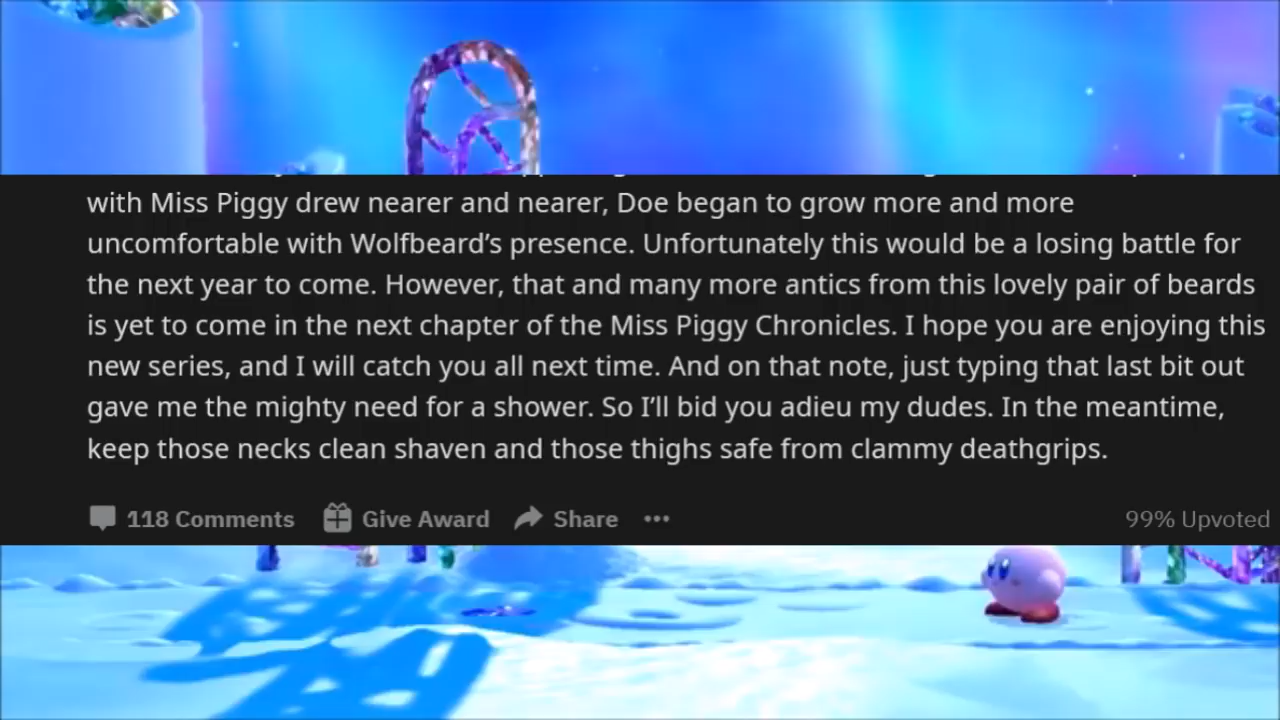 with Miss Piggy drew nearer and nearer, Doe began to grow more and more
uncomfortable with Wolfbeard’s presence. Unfortunately this would be a losing battle for
the next year to come. However, that and many more antics from this lovely pair of beards
is yet to come in the next chapter of the Miss Piggy Chronicles. I hope you are enjoying this
new series, and I will catch you all next time. And on that note, just typing that last bit out
gave me the mighty need for a shower. So I’ll bid you adieu my dudes. In the meantime,
keep those necks clean shaven and those thighs safe from clammy deathgrips.
118 Comments Give Award Share ••• 99% Upvoted